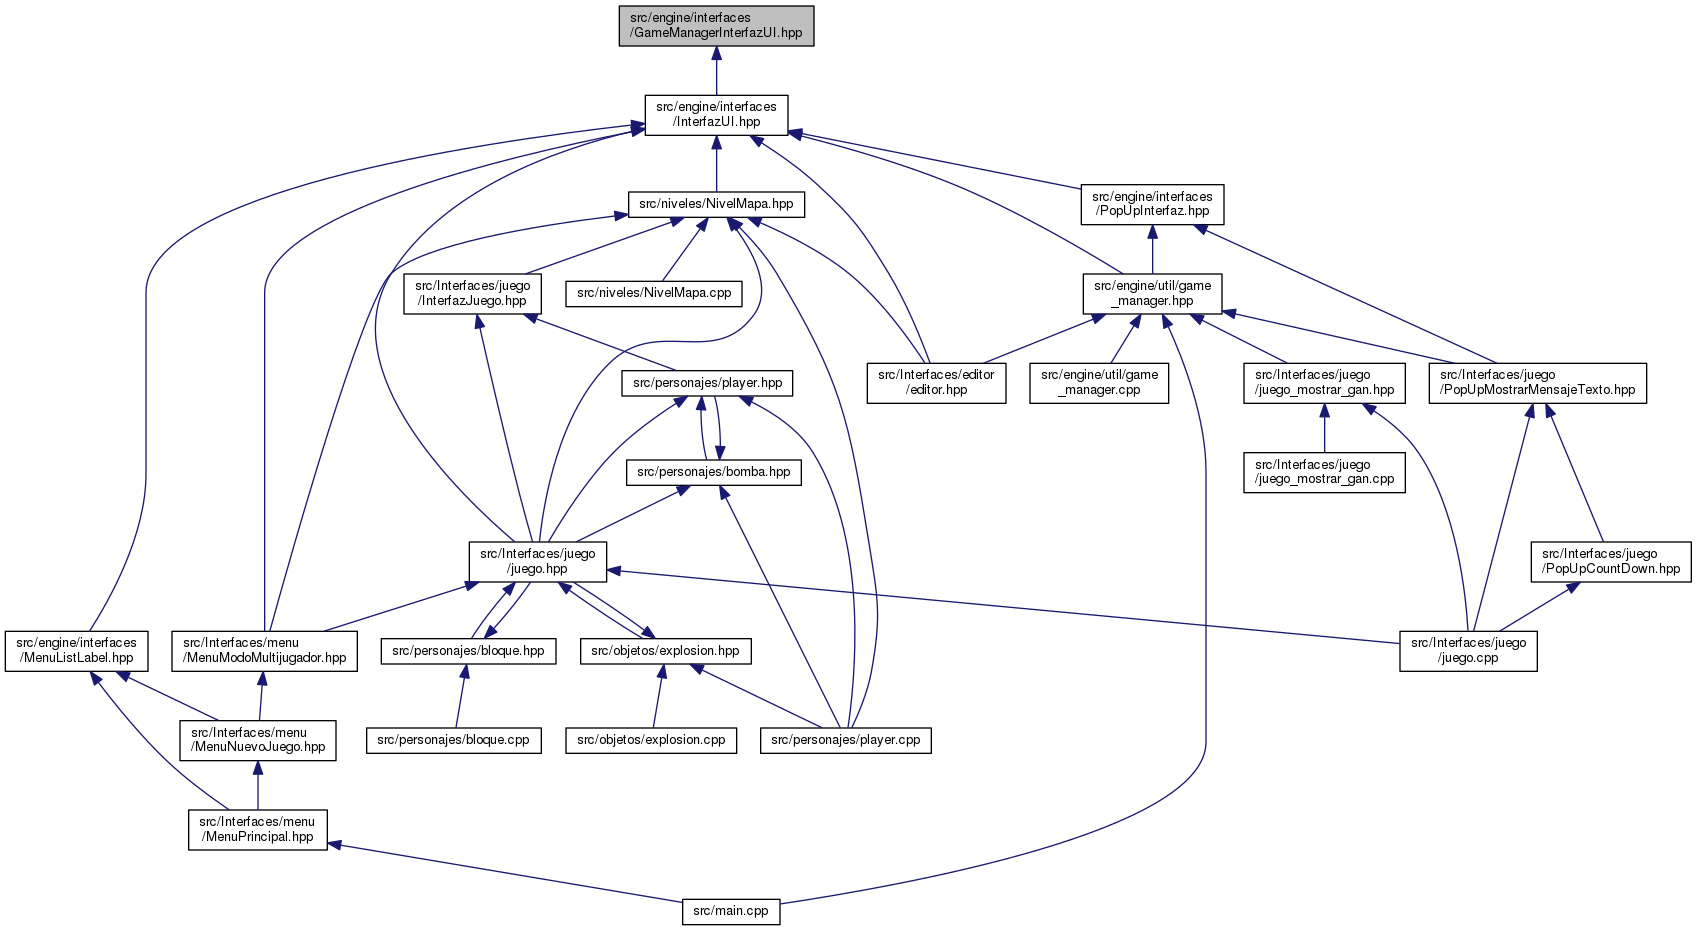 src/engine/interfaces
/GameManagerInterfazUI.hpp
src/engine/interfaces
/InterfazUI.hpp
src/niveles/NivelMapa.hpp
src/engine/interfaces
/PopUpInterfaz.hpp
src/Interfaces/juego
/InterfazJuego.hpp
src/niveles/NivelMapa.cpp
src/engine/util/game
_manager.hpp
src/personajes/player.hpp
src/Interfaces/editor
/editor.hpp
src/engine/util/game
_manager.cpp
src/Interfaces/juego
/juego_mostrar_gan.hpp
src/Interfaces/juego
/PopUpMostrarMensajeTexto.hpp
src/personajes/bomba.hpp
src/Interfaces/juego
/juego_mostrar_gan.cpp
src/Interfaces/juego
/juego.hpp
src/Interfaces/juego
/PopUpCountDown.hpp
src/engine/interfaces
/MenuListLabel.hpp
src/Interfaces/menu
/MenuModoMultijugador.hpp
src/personajes/bloque.hpp
src/objetos/explosion.hpp
src/Interfaces/juego
/juego.cpp
src/Interfaces/menu
/MenuNuevoJuego.hpp
src/personajes/bloque.cpp
src/objetos/explosion.cpp
src/personajes/player.cpp
src/Interfaces/menu
/MenuPrincipal.hpp
src/main.cpp